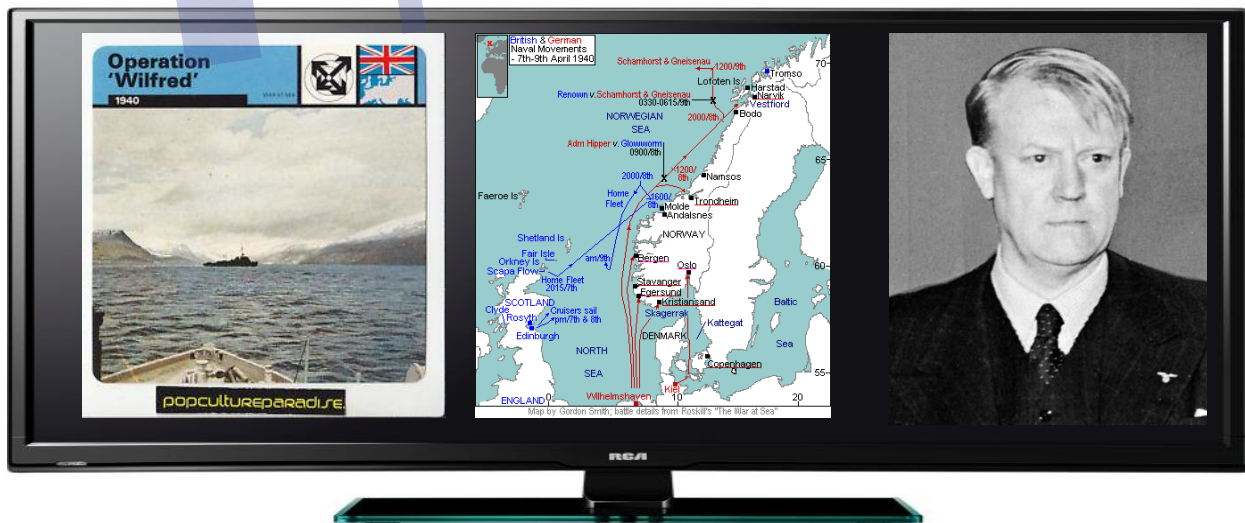 Operation
'Wilfred'
1940
WAR AT SEA
popcultureparadise.
British & German
Naval Movements
- 7th-9th April 1940
Scharnhorst & Gneisenau
1200/9th
70
Tromso
Lofoten Is
Harstad
Narvik
Vestfiord
Renown v. Scharnhorst & Gneisenau
0330-0615/9th
2000/8th
Bodo
NORWEGIAN
SEA
Adm Hipper v. Glowworm
0900/8th
1200/
8th
65
2000/8th
Namsos
Home
Fleet
1600/
8th
Trondheim
Faeroe Is
Molde
Andalsnes
NORWAY
Shetland Is
Fair Isle
Orkney Is
Scapa Flow
am/9th
Bergen
Oslo
60
Home Fleet
2015/7th
Stavanger
Egersund
Kristiansand
SCOTLAND
Skagerrak
Baltic
Clyde
Rosyth
Cruisers sail
pm/7th & 8th
Edinburgh
DENMARK
Kattegat
Sea
NORTH
SEA
Copenhagen
55
Kiel
Wilhelmshaven
ENGLAND
0
10
20
Map by Gordon Smith; battle details from Roskill's "The War at Sea"
RCA